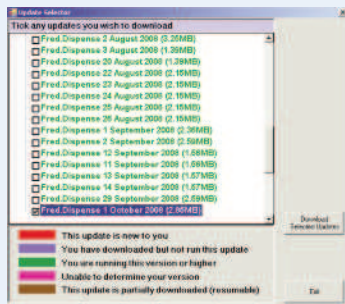 Update Selector
Tick any updates you wish to download
Fred.Dispense 2 August 2008 (3.25MB)
Fred.Dispense 3 August 2008 (1.39MB)
Fred.Dispense 20 August 2008 (2.15MB)
Fred.Dispense 22 August 2008 (2.15MB)
Fred.Dispense 23 August 2008 (2.15MB)
Fred.Dispense 24 August 2008 (2.15MB)
Fred.Dispense 25 August 2008 (2.15MB)
Fred.Dispense 26 August 2008 (2.15MB)
Fred.Dispense 1 September 2008 (2.36MB)
Fred.Dispense 2 September 2008 (2.59MB)
Fred.Dispense 12 September 2008 (1.56MB)
Fred.Dispense 11 September 2008 (1.56MB)
Fred.Dispense 13 September 2008 (1.57MB)
Fred.Dispense 14 September 2008 (1.57MB)
Fred.Dispense 29 September 2008 (2.59MB)
Fred.Dispense 1 October 2008 (2.85MB)
Download
Selected Updates
This update is new to you
You have downloaded but not run this update
You are running this version or higher
Unable to determine your version
This update is partially downloaded (resumable)
Exit